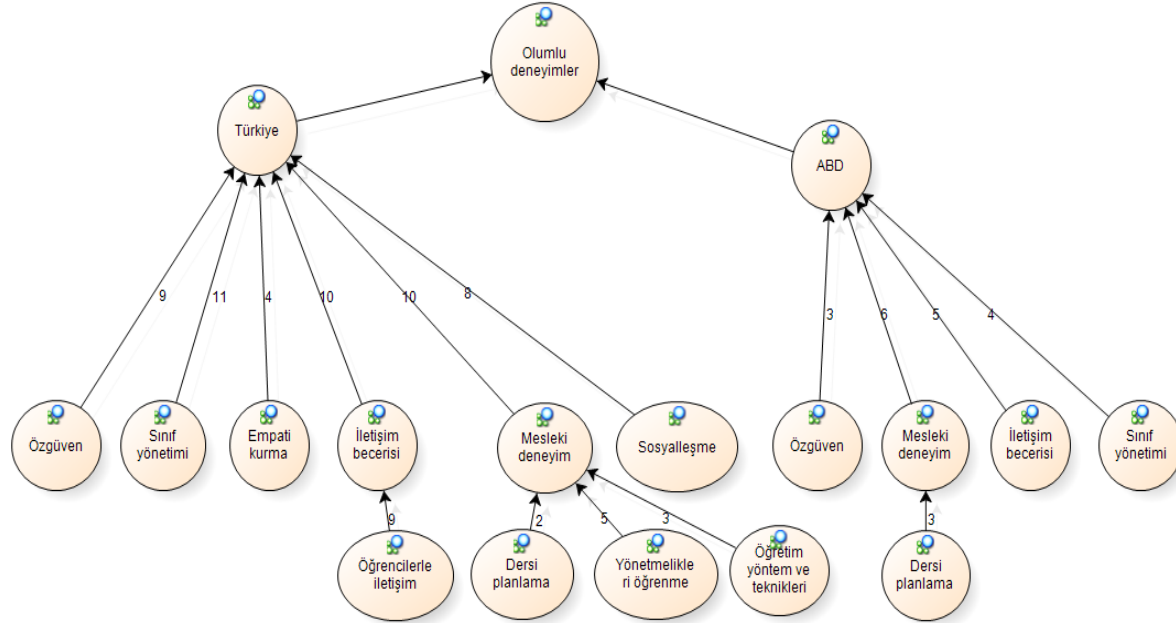 Olumlu
deneyimler
Türkiye
ABD
9
11
4
10
10
8
3
6
5
4
Özgüven
Sınıf
yönetimi
Empati
kurma
İletişim
becerisi
Mesleki
deneyim
Sosyalleşme
Özgüven
Mesleki
deneyim
İletişim
becerisi
Sınıf
yönetimi
9
2
5
3
3
Öğrencilerle
iletişim
Dersi
planlama
Yönetmelikle
ri öğrenme
Öğretim
yöntem ve
teknikleri
Dersi
planlama